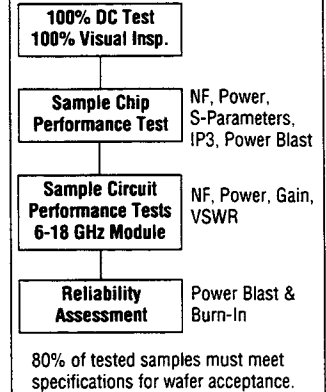 100% DC Test
100% Visual Insp.
Sample Chip
Performance Test
NF, Power,
S-Parameters,
IP3, Power Blast
Sample Circuit
Performance Tests
6-18 GHz Module
NF, Power, Gain,
VSWR
Reliability
Assessment
Power Blast &
Burn-In
80% of tested samples must meet
specifications for wafer acceptance.